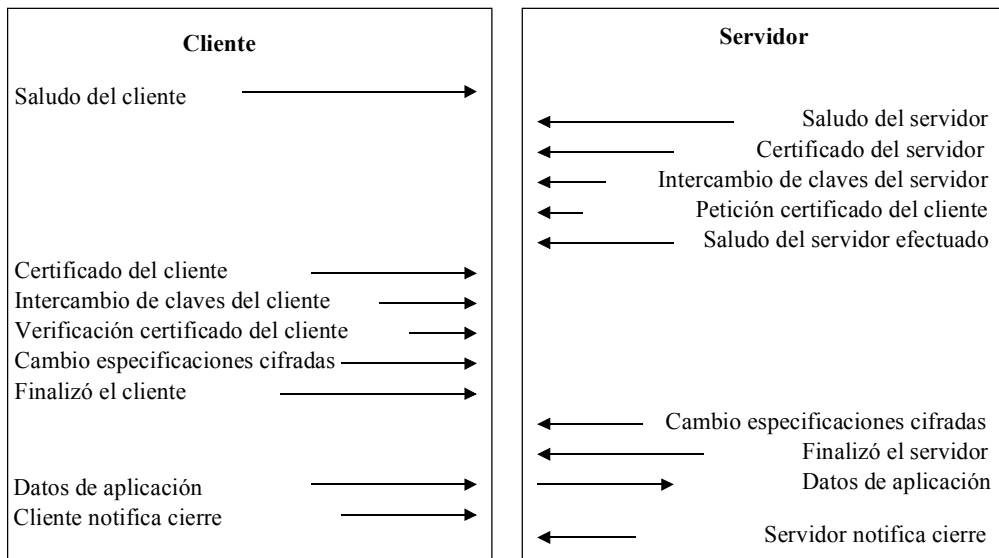 Cliente
Saludo del cliente
Certificado del cliente
Intercambio de claves del cliente
Verificación certificado del cliente
Cambio especificaciones cifradas
Finalizó el cliente
Datos de aplicación
Cliente notifica cierre
Servidor
Saludo del servidor
Certificado del servidor
Intercambio de claves del servidor
Petición certificado del cliente
Saludo del servidor efectuado
Cambio especificaciones cifradas
Finalizó el servidor
Datos de aplicación
Servidor notifica cierre